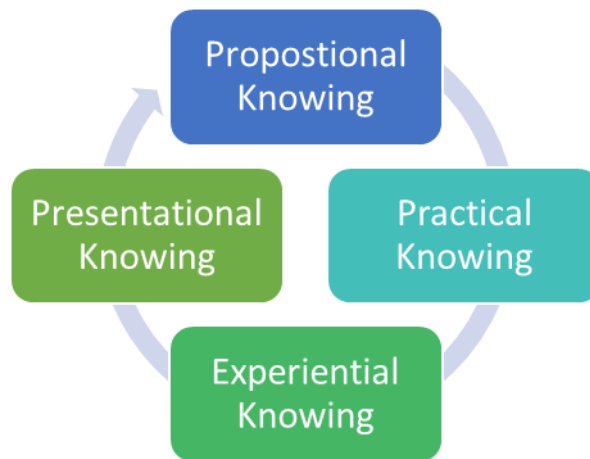 Propostional
Knowing
Presentational
Knowing
Practical
Knowing
Experiential
Knowing